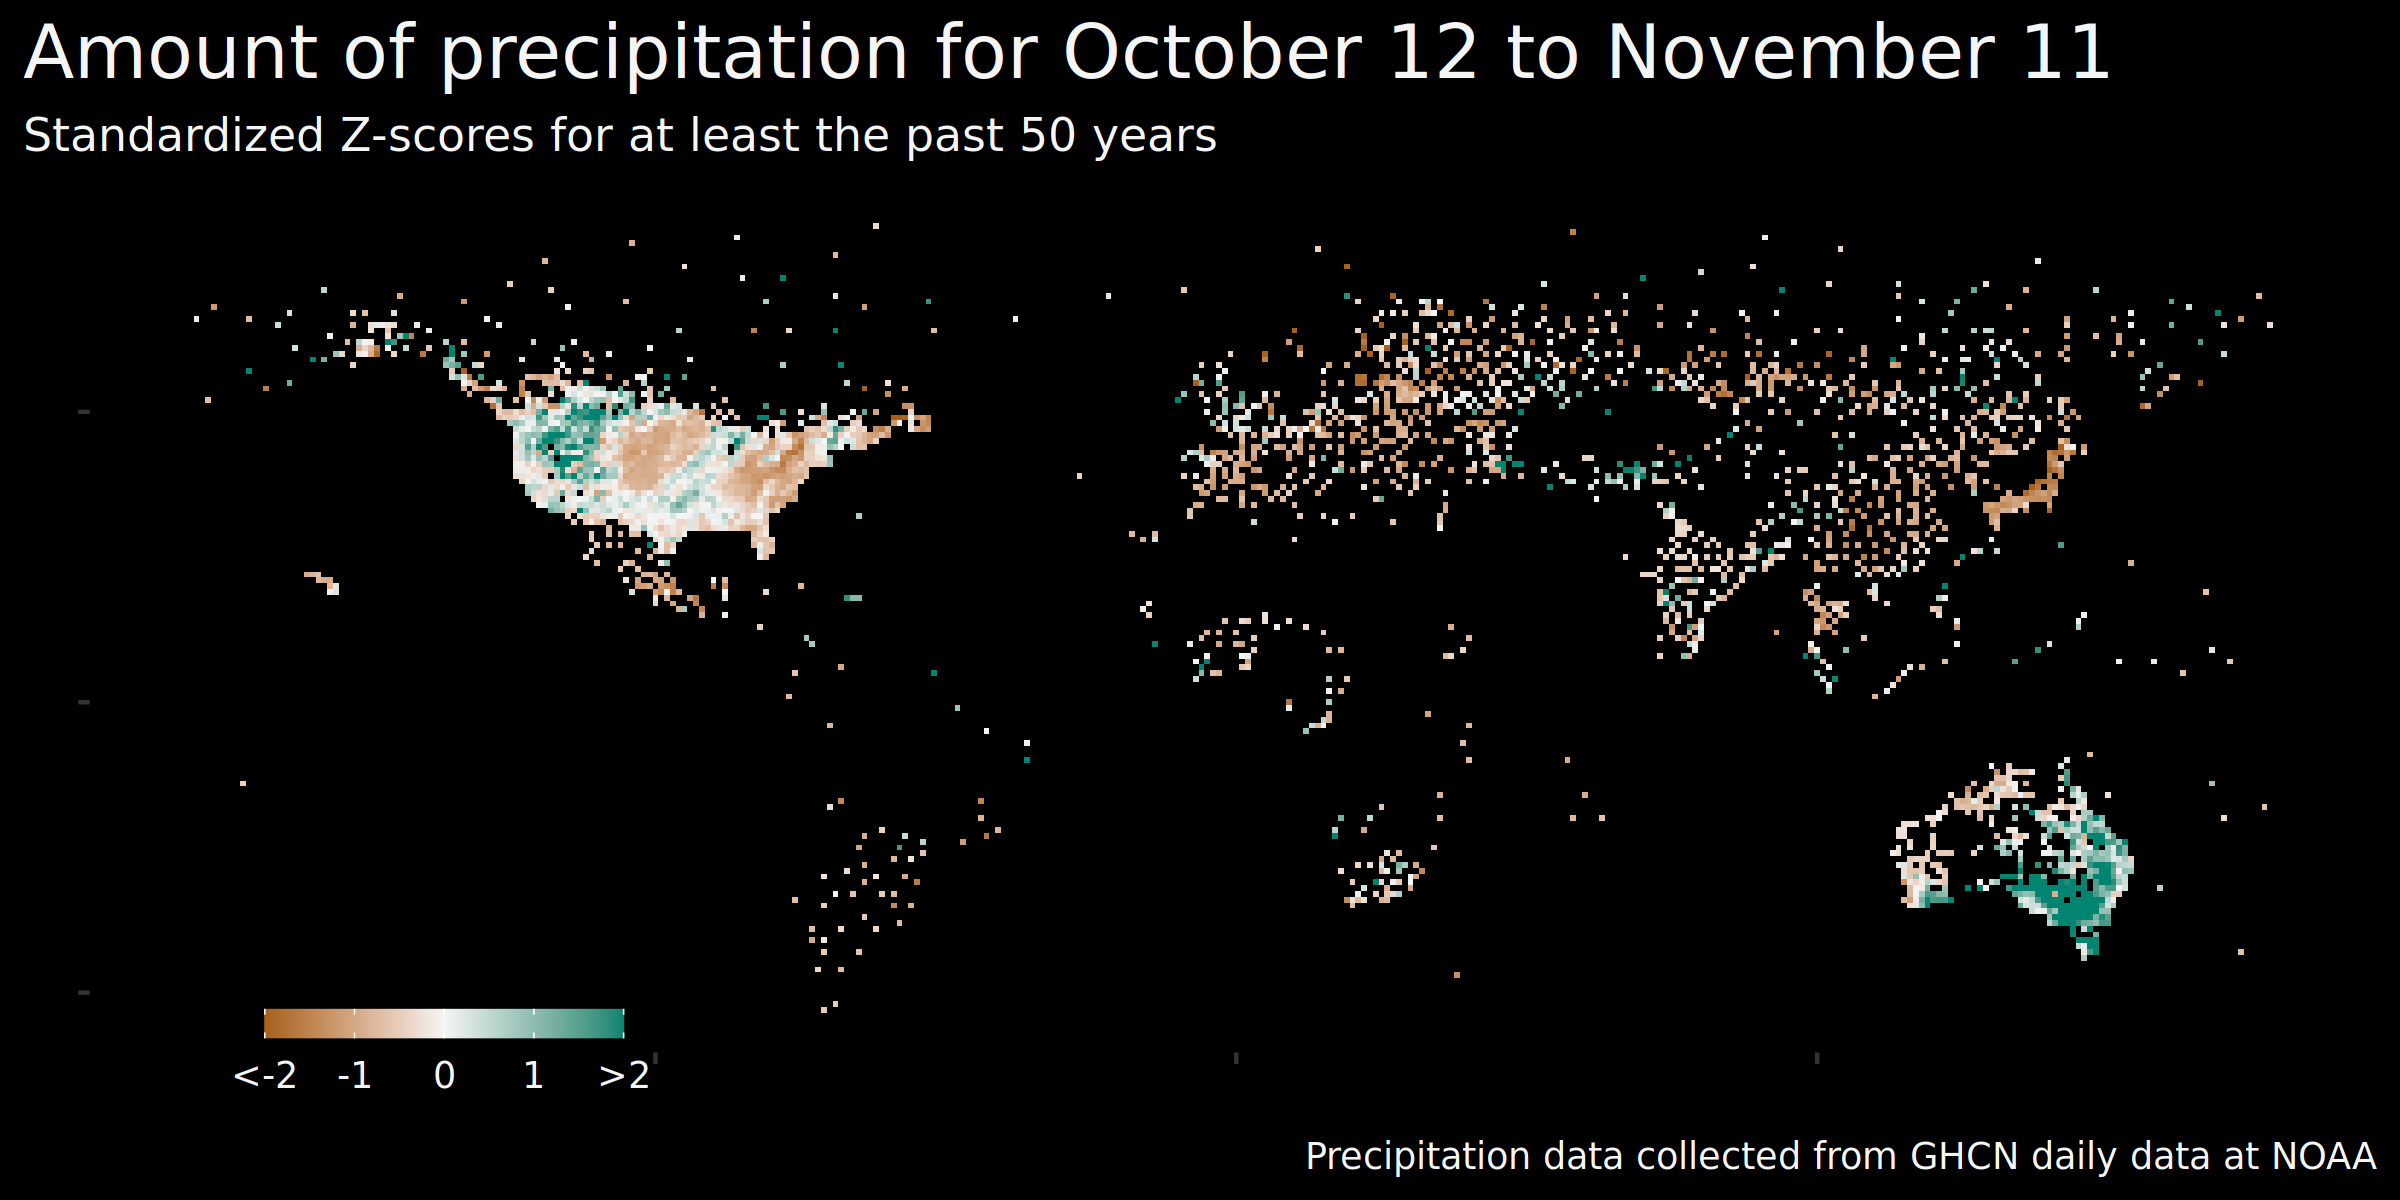 Amount of precipitation for October 12 to November 11
Standardized Z-scores for at least the past 50 years
<-2 -1 0 1 >2
Precipitation data collected from GHCN daily data at NOAA